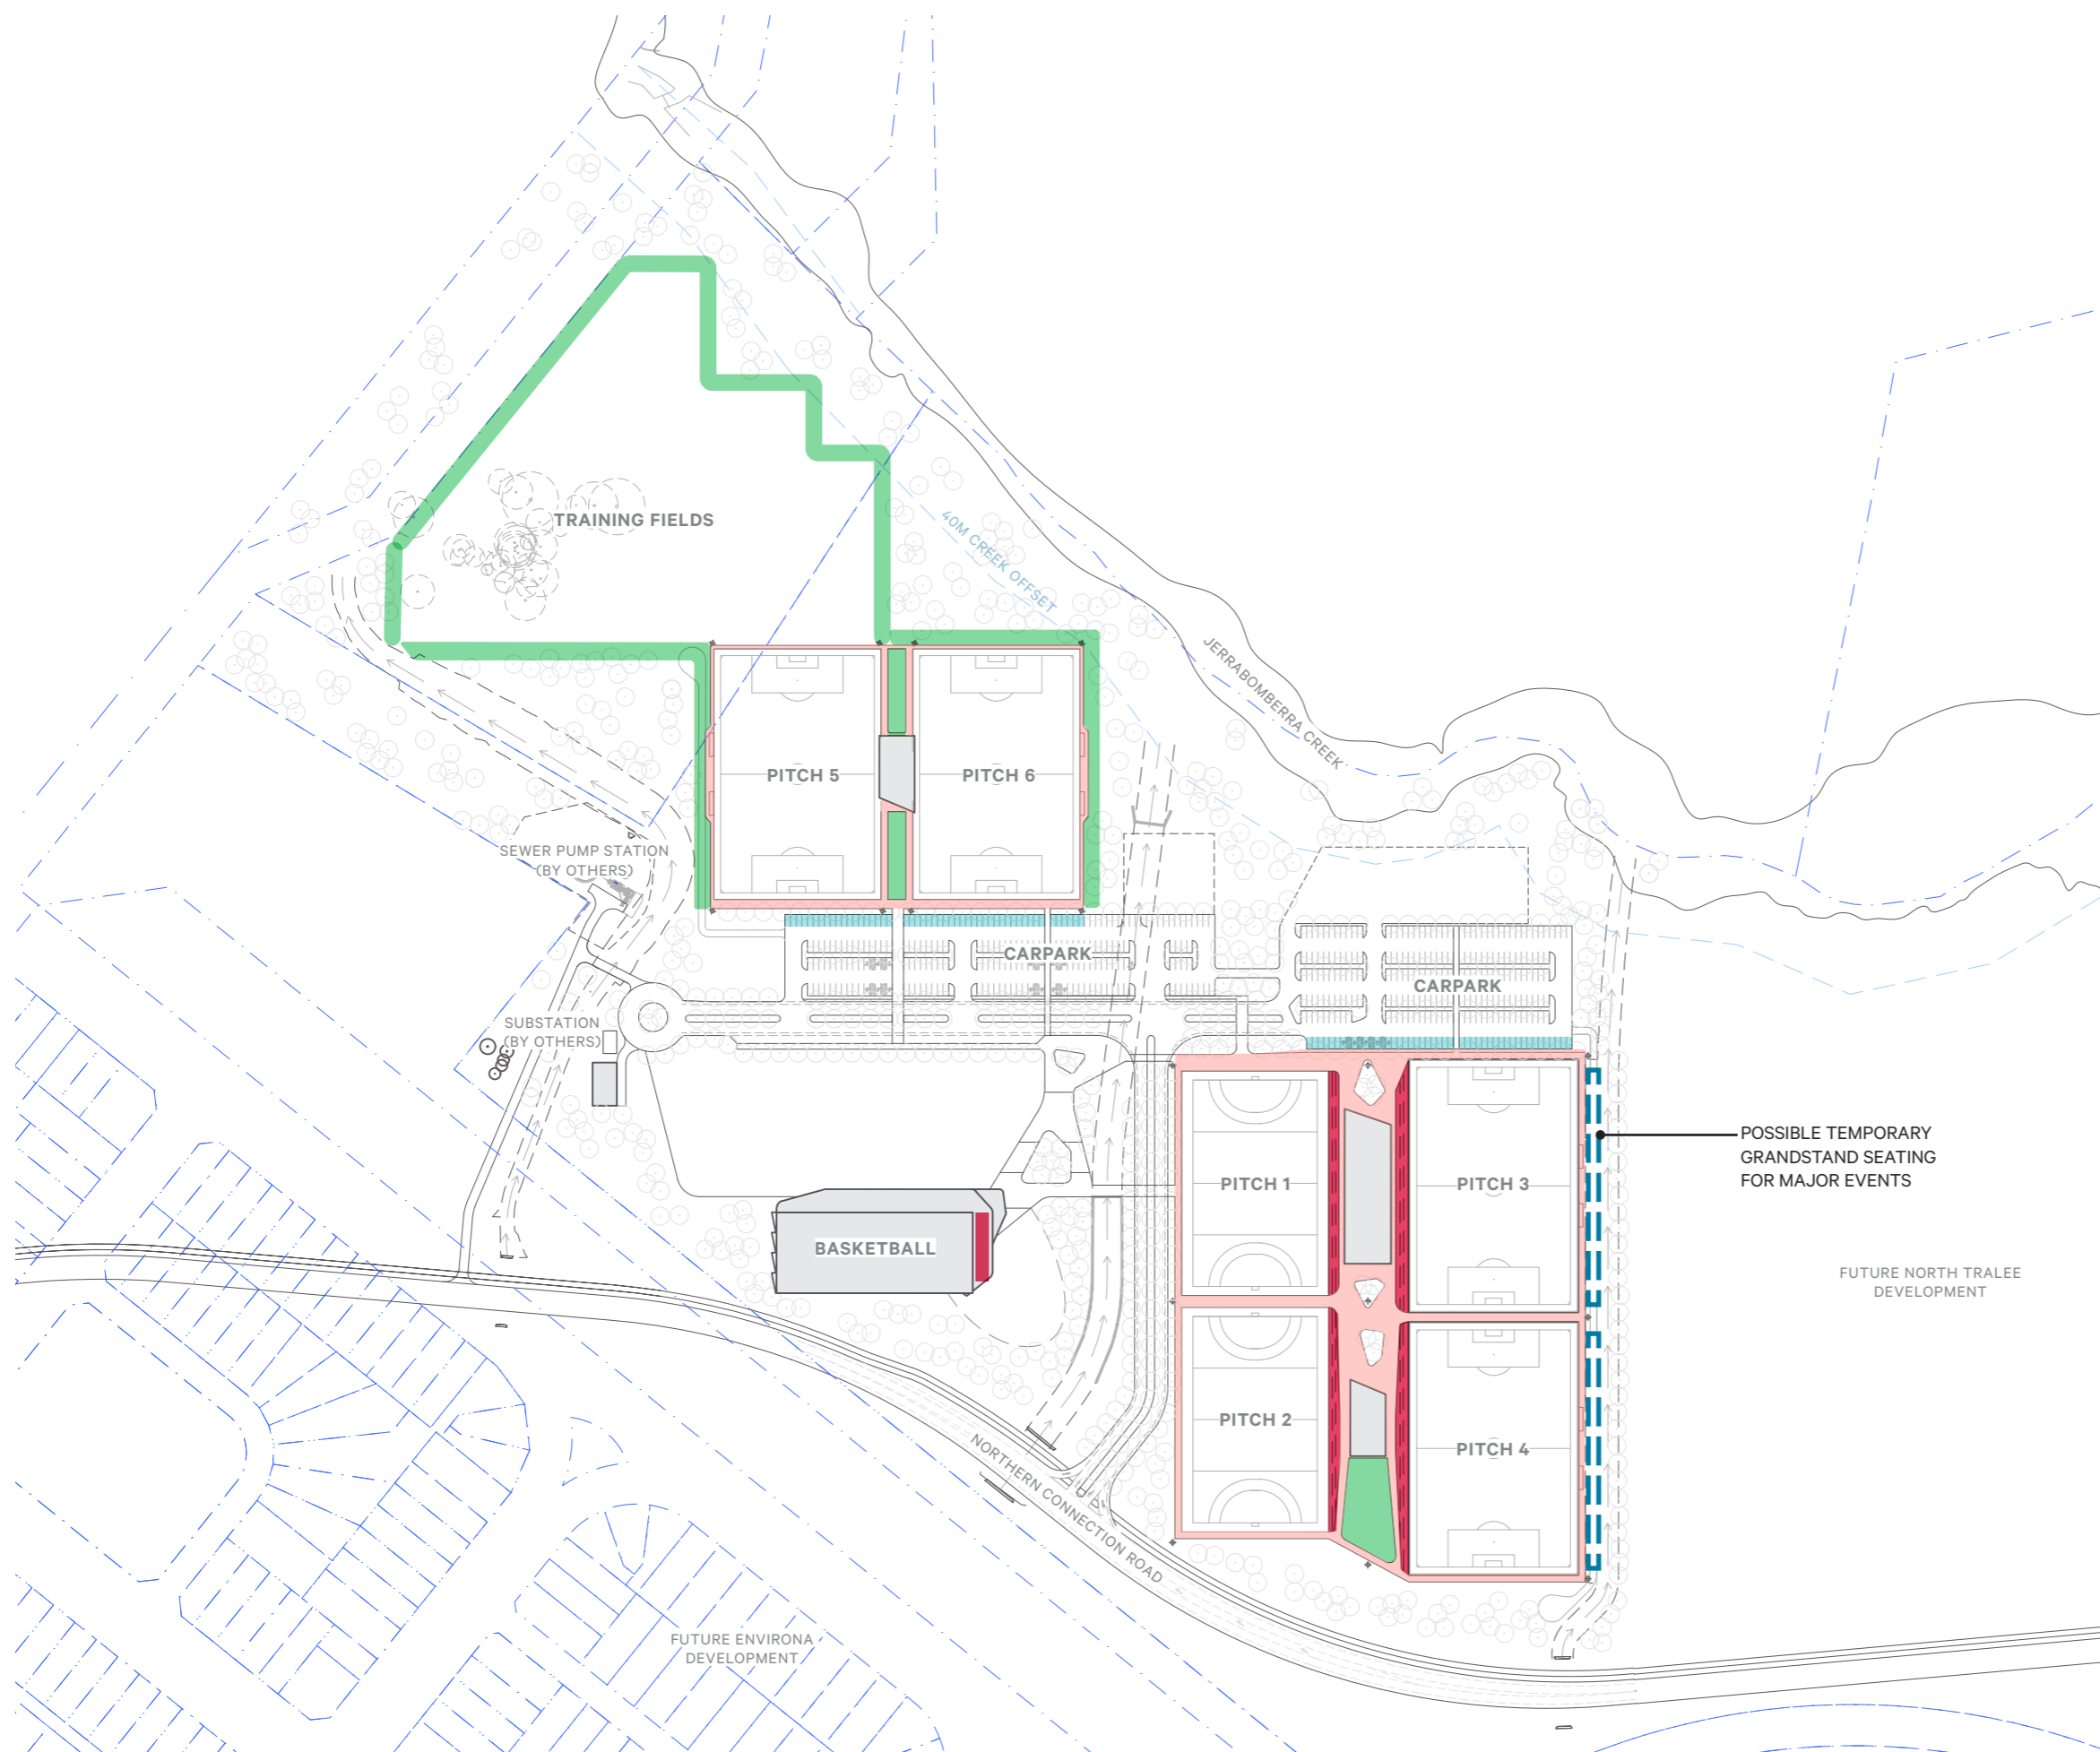 TRAINING FIELDS
40M CREEK OFFSET
JERRABOMBERRA CREEK
PITCH 5
PITCH 6
SEWER PUMP STATION
(BY OTHERS)
CARPARK
CARPARK
SUBSTATION
(BY OTHERS)
POSSIBLE TEMPORARY
GRANDSTAND SEATING
FOR MAJOR EVENTS
PITCH 1
PITCH 3
BASKETBALL
FUTURE NORTH TRALEE
DEVELOPMENT
PITCH 2
PITCH 4
NORTHERN CONNECTION ROAD
FUTURE ENVIRONA
DEVELOPMENT